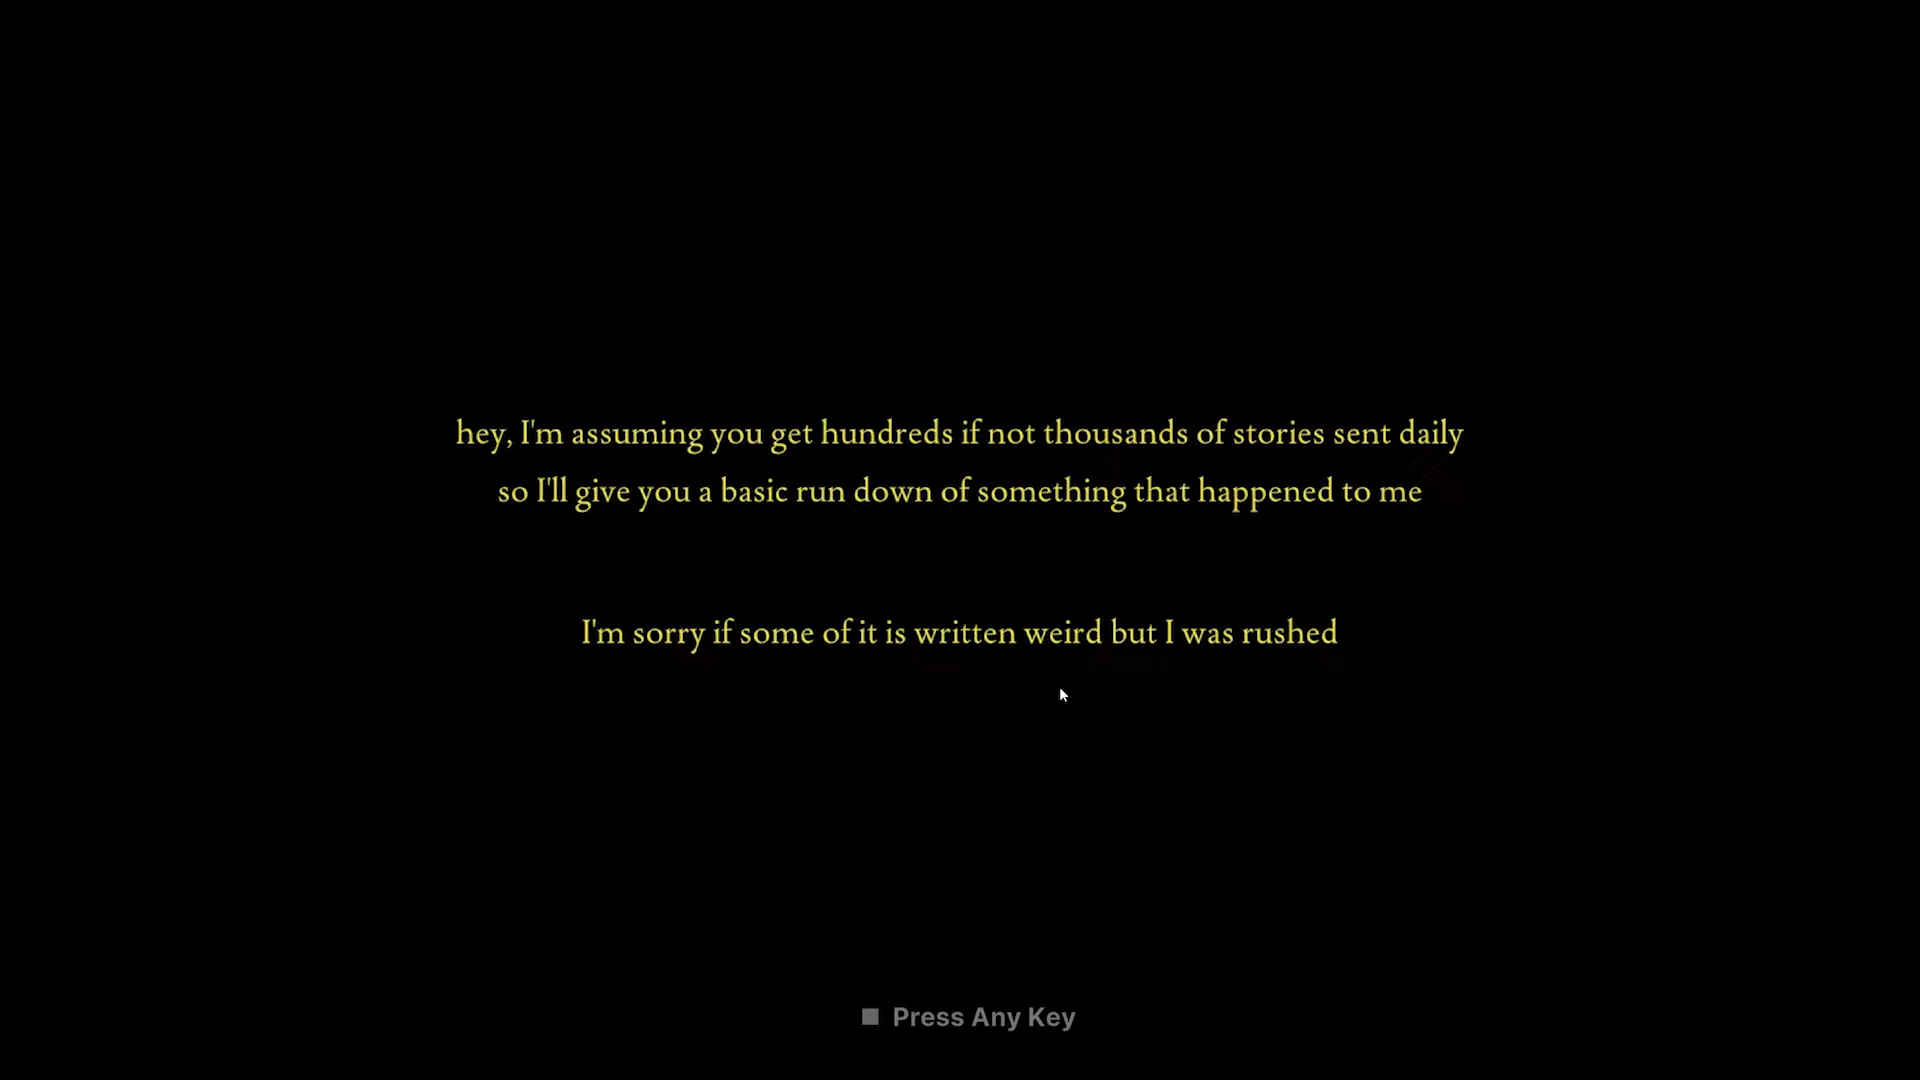 hey, I'm assuming you get hundreds if not thousands of stories sent daily
so I'll give you a basic run down of something that happened to me
I'm sorry if some of it is written weird but I was rushed
Press Any Key